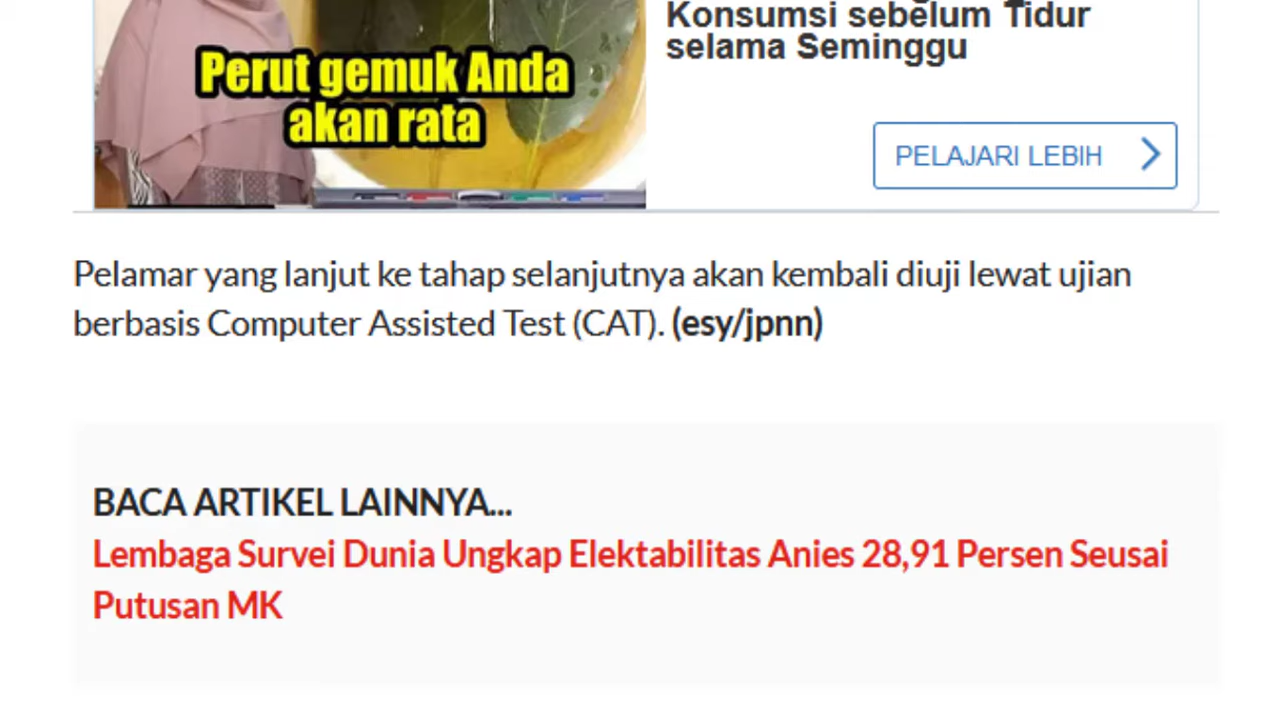 Konsumsi sebelum Tidur
selama Seminggu
Perut gemuk Anda
akan rata
PELAJARI LEBIH
Pelamar yang lanjut ke tahap selanjutnya akan kembali diuji lewat ujian
berbasis Computer Assisted Test (CAT). (esy/jpnn)
BACA ARTIKEL LAINNYA...
Lembaga Survei Dunia Ungkap Elektabilitas Anies 28,91 Persen Seusai
Putusan MK